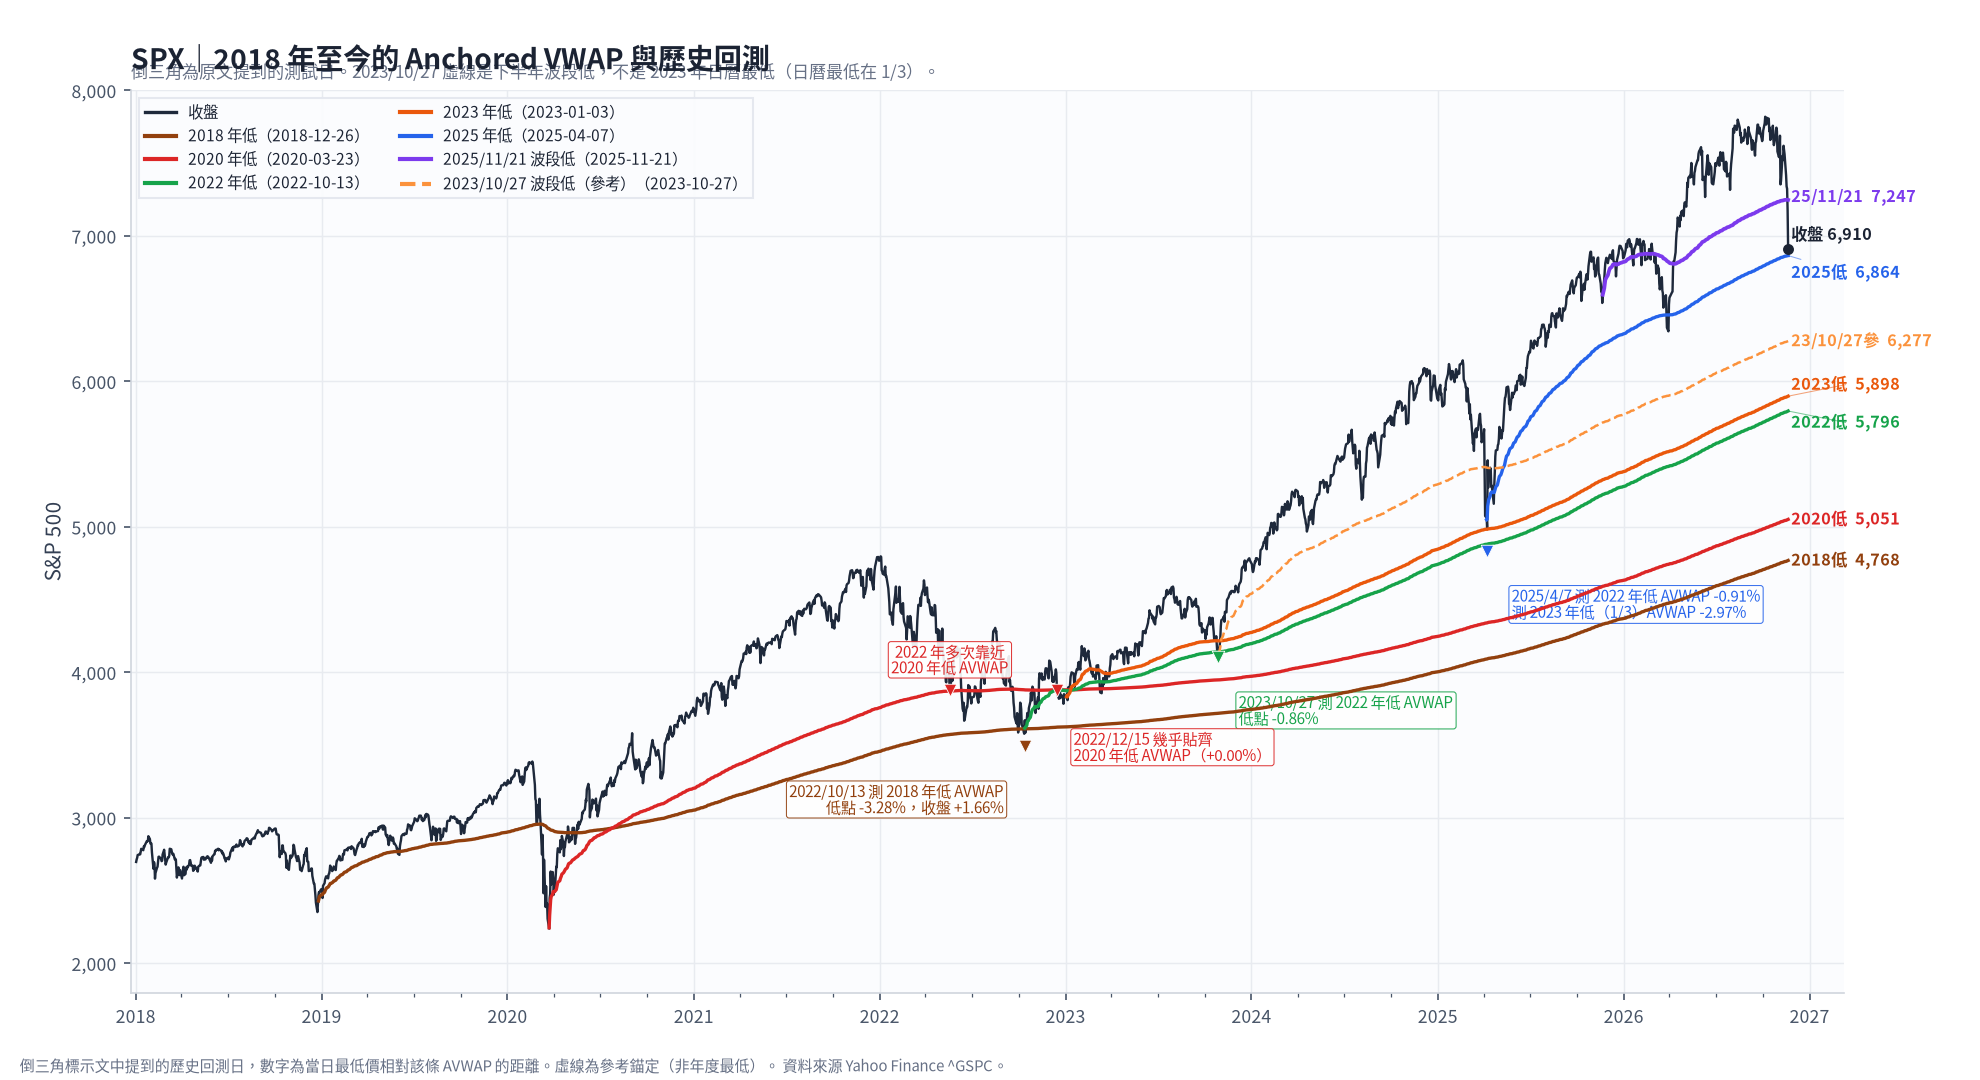 SPX｜2018 年至今的 Anchored VWAP 與歷史回測
倒三角為原文提到的測試日。2023/10/27 虛線是下半年波段低，不是 2023 年日曆最低（日曆最低在 1/3）。
收盤
2018 年低（2018-12-26）
2020 年低（2020-03-23）
2022 年低（2022-10-13）
2023 年低（2023-01-03）
2025 年低（2025-04-07）
2025/11/21 波段低（2025-11-21）
2023/10/27 波段低（參考）（2023-10-27）
S&P 500
8,000
7,000
6,000
5,000
4,000
3,000
2,000
25/11/21 7,247
收盤 6,910
2025低 6,864
23/10/27參 6,277
2023低 5,898
2022低 5,796
2020低 5,051
2018低 4,768
2025/4/7 測 2022 年低 AVWAP -0.91%
測 2023 年低（1/3）AVWAP -2.97%
2022 年多次靠近
2020 年低 AVWAP
2023/10/27 測 2022 年低 AVWAP
低點 -0.86%
2022/12/15 幾乎貼齊
2020 年低 AVWAP（+0.00%）
2022/10/13 測 2018 年低 AVWAP
低點 -3.28%，收盤 +1.66%
2018
2019
2020
2021
2022
2023
2024
2025
2026
2027
倒三角標示文中提到的歷史回測日，數字為當日最低價相對該條 AVWAP 的距離。虛線為參考錨定（非年度最低）。 資料來源 Yahoo Finance ^GSPC。